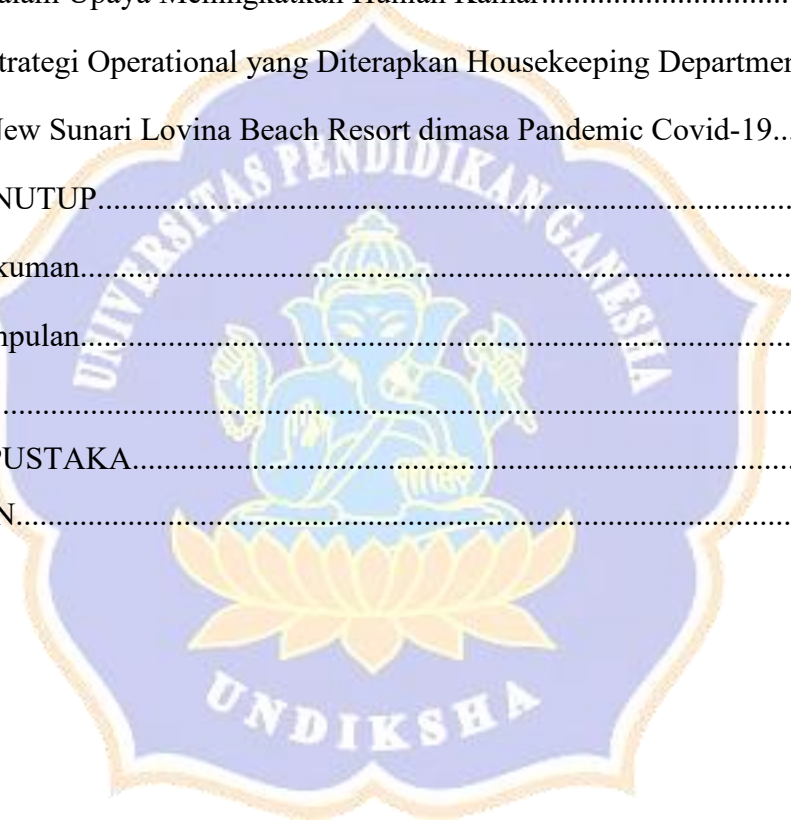 alam Upaya Meningkatkan Hunian Kamar
trategi Operational yang Diterapkan Housekeeping Departmen
New Sunari Lovina Beach Resort dimasa Pandemic Covid-19
NUTUP
kuman
npulan
PUSTAKA
N
UNIVERSITAS PENDIDIKAN GANESHA
UNDIKSHA